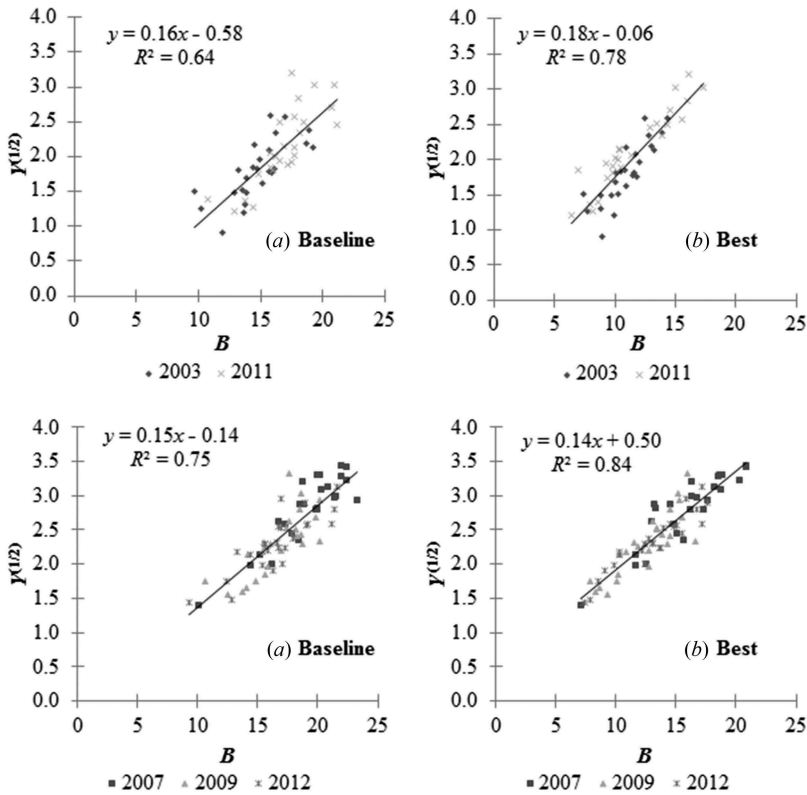 y = 0.16x - 0.58
R² = 0.64
4.0
3.5
3.0
2.5
2.0
1.5
1.0
0.5
0.0
Y(1/2)
(a) Baseline
0 5 10 15 20 25
B
2003 2011
y = 0.18x - 0.06
R² = 0.78
4.0
3.5
3.0
2.5
2.0
1.5
1.0
0.5
0.0
Y(1/2)
(b) Best
0 5 10 15 20 25
B
2003 2011
y = 0.15x - 0.14
R² = 0.75
4.0
3.5
3.0
2.5
2.0
1.5
1.0
0.5
0.0
Y(1/2)
(a) Baseline
0 5 10 15 20 25
B
2007 2009 2012
y = 0.14x + 0.50
R² = 0.84
4.0
3.5
3.0
2.5
2.0
1.5
1.0
0.5
0.0
Y(1/2)
(b) Best
0 5 10 15 20 25
B
2007 2009 2012